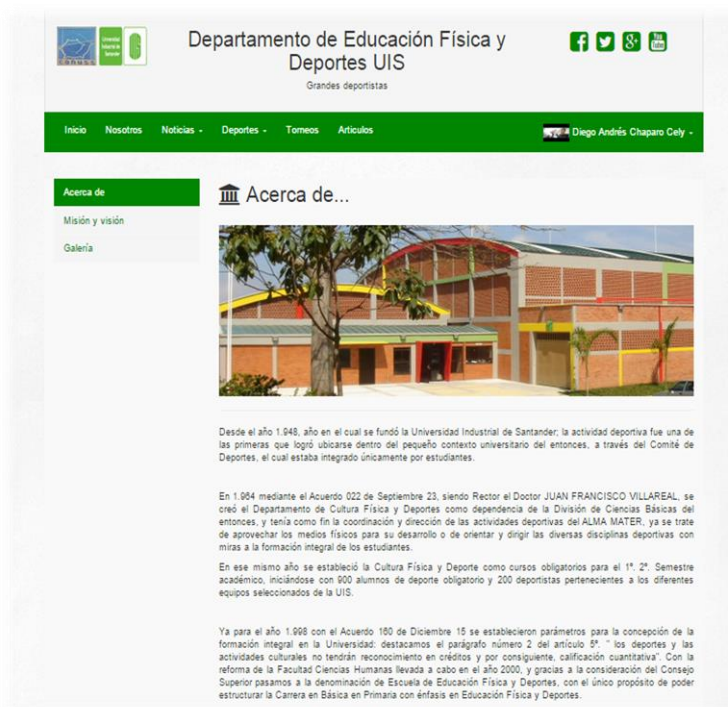 Departamento de Educación Física y
Deportes UIS
Grandes deportistas
You
Tube
Inicio Nosotros Noticias Deportes Torneos Articulos Diego Andrés Chaparo Cely
Acerca de
Misión y visión
Galería
Acerca de...
Desde el año 1.948, año en el cual se fundó la Universidad Industrial de Santander; la actividad deportiva fue una de
las primeras que logró ubicarse dentro del pequeño contexto universitario del entonces, a través del Comité de
Deportes, el cual estaba integrado únicamente por estudiantes.
En 1.964 mediante el Acuerdo 022 de Septiembre 23, siendo Rector el Doctor JUAN FRANCISCO VILLAREAL, se
creó el Departamento de Cultura Física y Deportes como dependencia de la División de Ciencias Básicas del
entonces, y tenía como fin la coordinación y dirección de las actividades deportivas del ALMA MATER, ya se trate
de aprovechar los medios físicos para su desarrollo o de orientar y dirigir las diversas disciplinas deportivas con
miras a la formación integral de los estudiantes.
En ese mismo año se estableció la Cultura Física y Deporte como cursos obligatorios para el 1º. 2º. Semestre
académico, iniciándose con 900 alumnos de deporte obligatorio y 200 deportistas pertenecientes a los diferentes
equipos seleccionados de la UIS.
Ya para el año 1.998 con el Acuerdo 160 de Diciembre 15 se establecieron parámetros para la concepción de la
formación integral en la Universidad: destacamos el parágrafo número 2 del artículo 5º. " los deportes y las
actividades culturales no tendrán reconocimiento en créditos y por consiguiente, calificación cuantitativa". Con la
reforma de la Facultad Ciencias Humanas llevada a cabo en el año 2000, y gracias a la consideración del Consejo
Superior pasamos a la denominación de Escuela de Educación Física y Deportes, con el único propósito de poder
estructurar la Carrera en Básica en Primaria con énfasis en Educación Física y Deportes.